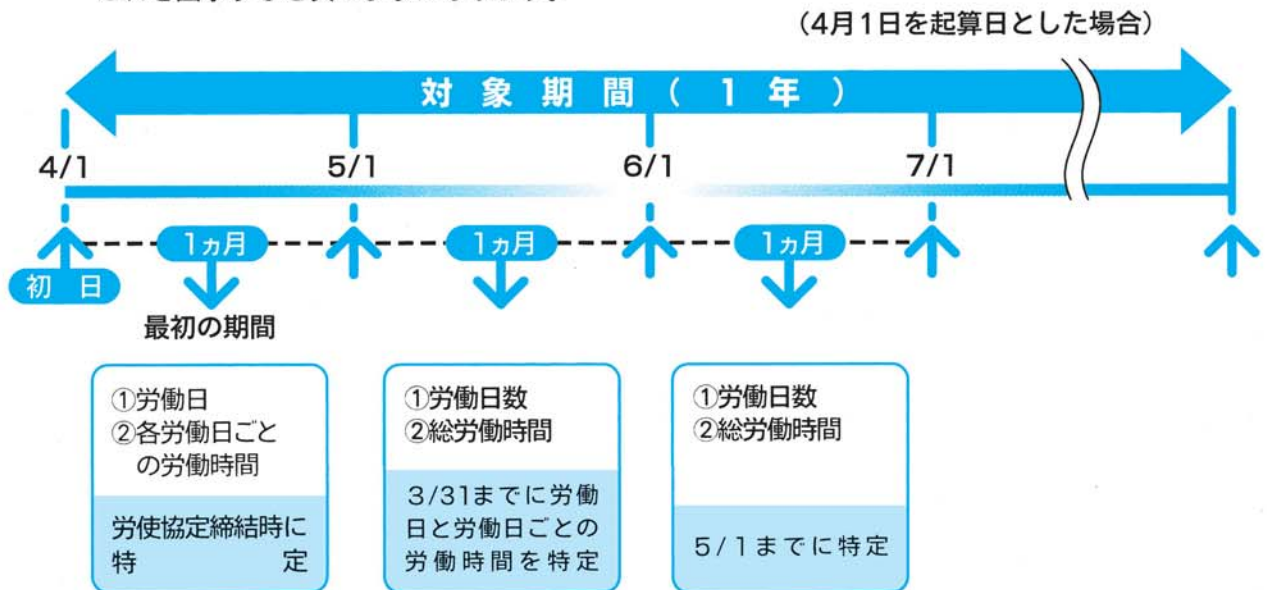 (4月1日を起算日とした場合)
対象期間(1年)
4/1
5/1
6/1
7/1
1ヵ月
1ヵ月
1ヵ月
初日
最初の期間
①労働日
②各労働日ごと
の労働時間
労使協定締結時に
特定
①労働日数
②総労働時間
3/31までに労働
日と労働日ごとの
労働時間を特定
①労働日数
②総労働時間
5/1までに特定